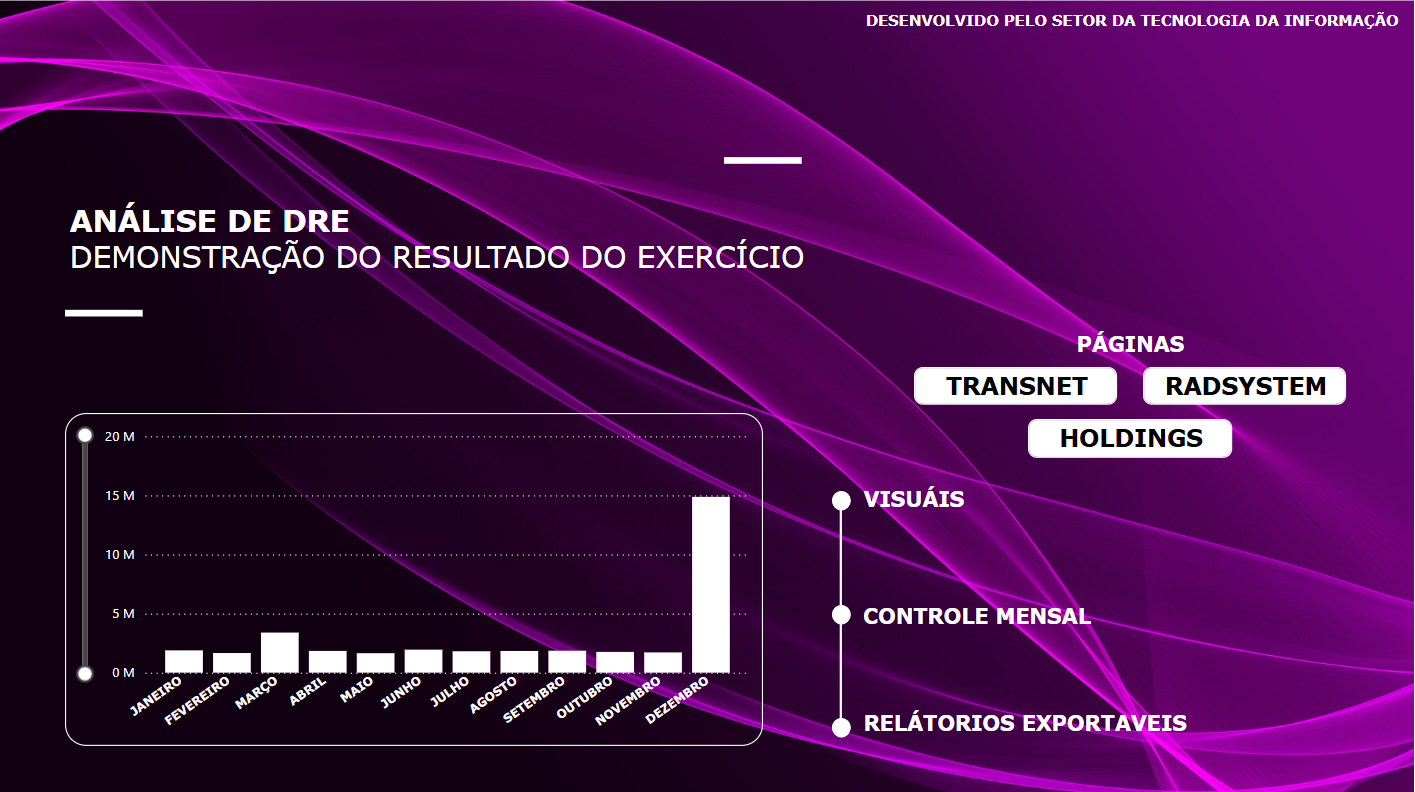 DESENVOLVIDO PELO SETOR DA TECNOLOGIA DA INFORMAÇÃO
ANÁLISE DE DRE
DEMONSTRAÇÃO DO RESULTADO DO EXERCÍCIO
PÁGINAS
TRANSNET
RADSYSTEM
HOLDINGS
20 M
15 M
10 M
5 M
0 M
JANEIRO
FEVEREIRO
MARÇO
ABRIL
MAIO
JUNHO
JULHO
AGOSTO
SETEMBRO
OUTUBRO
NOVEMBRO
DEZEMBRO
VISUÁIS
CONTROLE MENSAL
RELÁTORIOS EXPORTÁVEIS